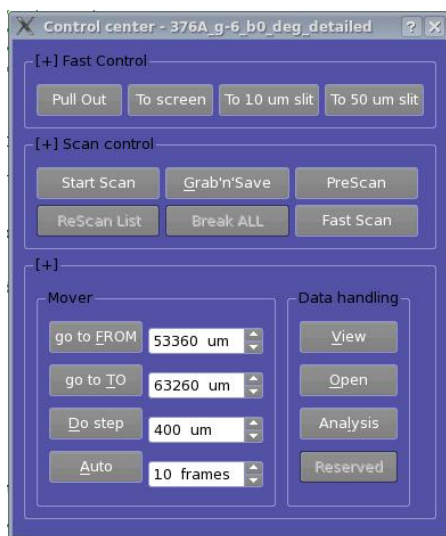 Control center - 376A_g-6_b0_deg_detailed ? X
[+] Fast Control
Pull Out To screen To 10 um slit To 50 um slit
[+] Scan control
Start Scan Grab'n'Save PreScan
ReScan List Break ALL Fast Scan
[+]
Mover Data handling
go to FROM 53360 um View
go to TO 63260 um Open
Do step 400 um Analysis
Auto 10 frames Reserved